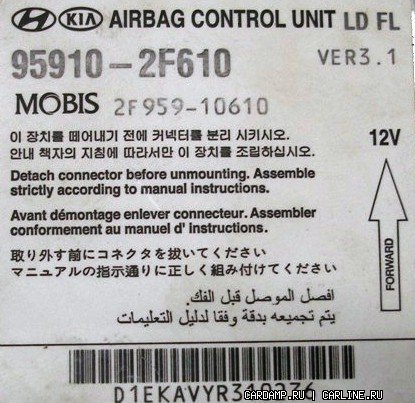 HYUNDAI KIA AIRBAG CONTROL UNIT LD FL
95910-2F610 VER3.1
MOBIS 2F959-10610
이 장치를 떼어내기 전에 커넥터를 분리 시키시오.
안내 책자의 지침에 따라서만 이 장치를 조립하십시오. 12V
Detach connector before unmounting. Assemble
strictly according to manual instructions.
Avant démontage enlever connecteur. Assembler
conformement au manuel d' instructions.
FORWARD
取り外す前にコネクタを抜いてください
マニュアルの指示通りに正しく組み付けてください
افصل الموصل قبل الفك.
يتم تجميعه بدقة وفقا لدليل التعليمات
D1EKAVYR310236
CARDAMP.RU | CARLINE.RU